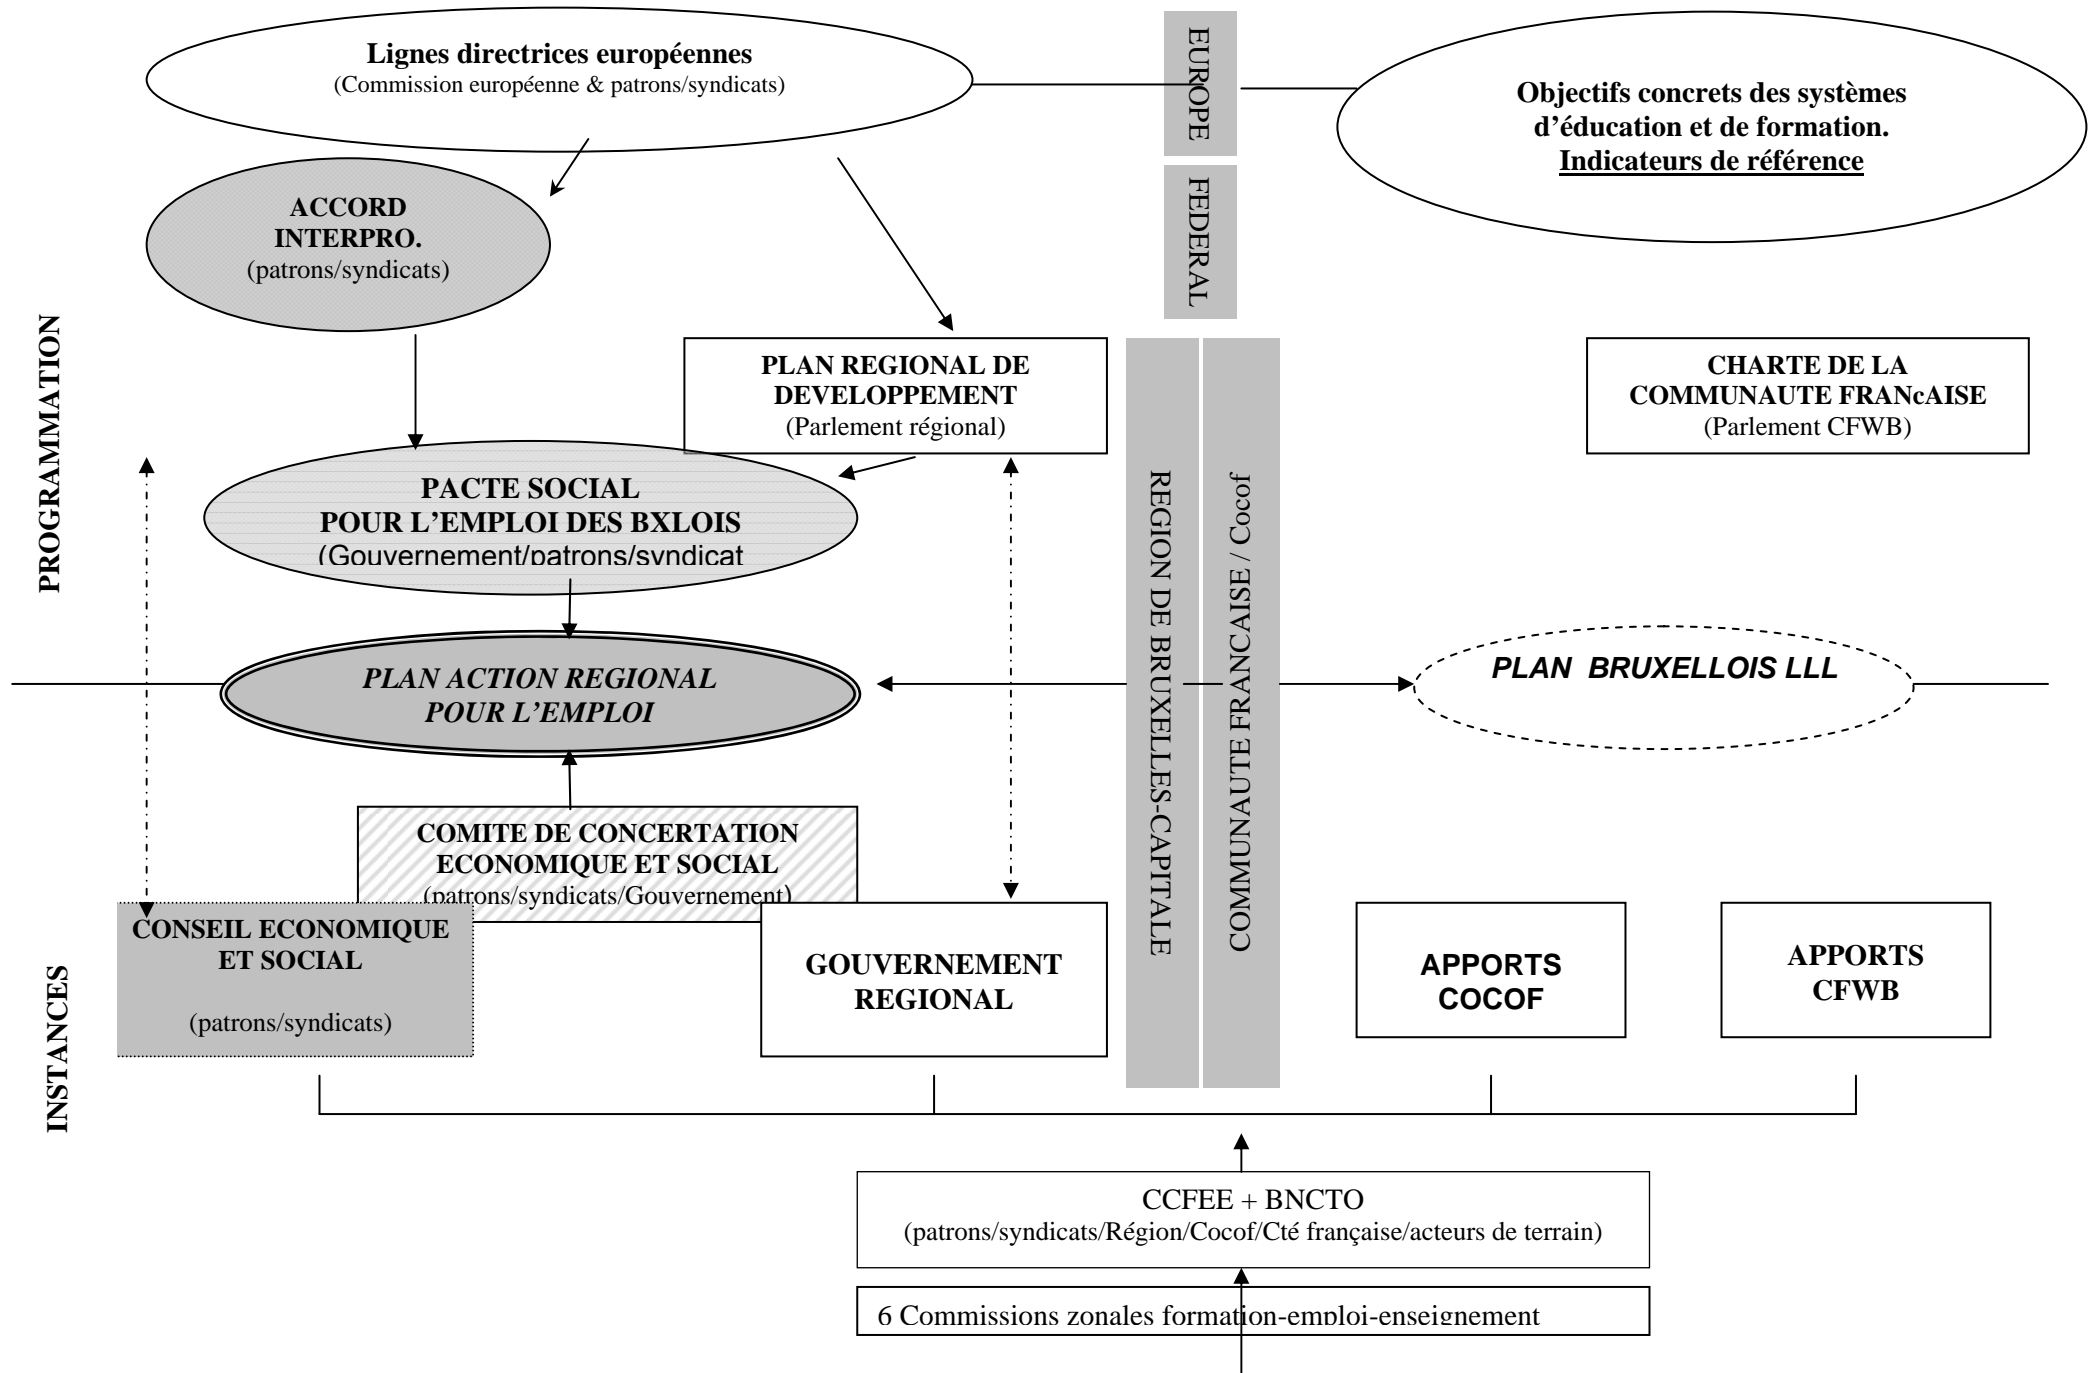 Lignes directrices européennes
(Commission européenne & patrons/syndicats)
EUROPE
Objectifs concrets des systèmes
d’éducation et de formation.
Indicateurs de référence
ACCORD
INTERPRO.
(patrons/syndicats)
FEDERAL
PROGRAMMATION
PLAN REGIONAL DE
DEVELOPPEMENT
(Parlement régional)
CHARTE DE LA
COMMUNAUTE FRANcAISE
(Parlement CFWB)
PACTE SOCIAL
POUR L’EMPLOI DES BXLOIS
(Gouvernement/patrons/syndicat
REGION DE BRUXELLES-CAPITALE
COMMUNAUTE FRANCAISE / Cocof
PLAN ACTION REGIONAL
POUR L’EMPLOI
PLAN BRUXELLOIS LLL
COMITE DE CONCERTATION
ECONOMIQUE ET SOCIAL
(patrons/syndicats/Gouvernement)
INSTANCES
CONSEIL ECONOMIQUE
ET SOCIAL
(patrons/syndicats)
GOUVERNEMENT
REGIONAL
APPORTS
COCOF
APPORTS
CFWB
CCFEE + BNCTO
(patrons/syndicats/Région/Cocof/Cté française/acteurs de terrain)
6 Commissions zonales formation-emploi-enseignement